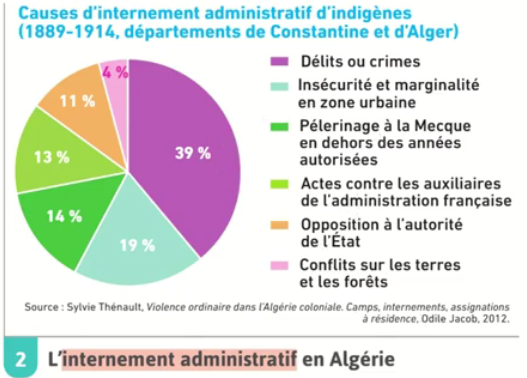 Causes d'internement administratif d'indigènes
(1889-1914, départements de Constantine et d'Alger)
4 %
11 %
39 %
13 %
14 %
19 %
Délits ou crimes
Insécurité et marginalité
en zone urbaine
Pélerinage à la Mecque
en dehors des années
autorisées
Actes contre les auxiliaires
de l'administration française
Opposition à l'autorité
de l'État
Conflits sur les terres
et les forêts
Source : Sylvie Thénault, Violence ordinaire dans l'Algérie coloniale. Camps, internements, assignations
à résidence, Odile Jacob, 2012.
2 L'internement administratif en Algérie